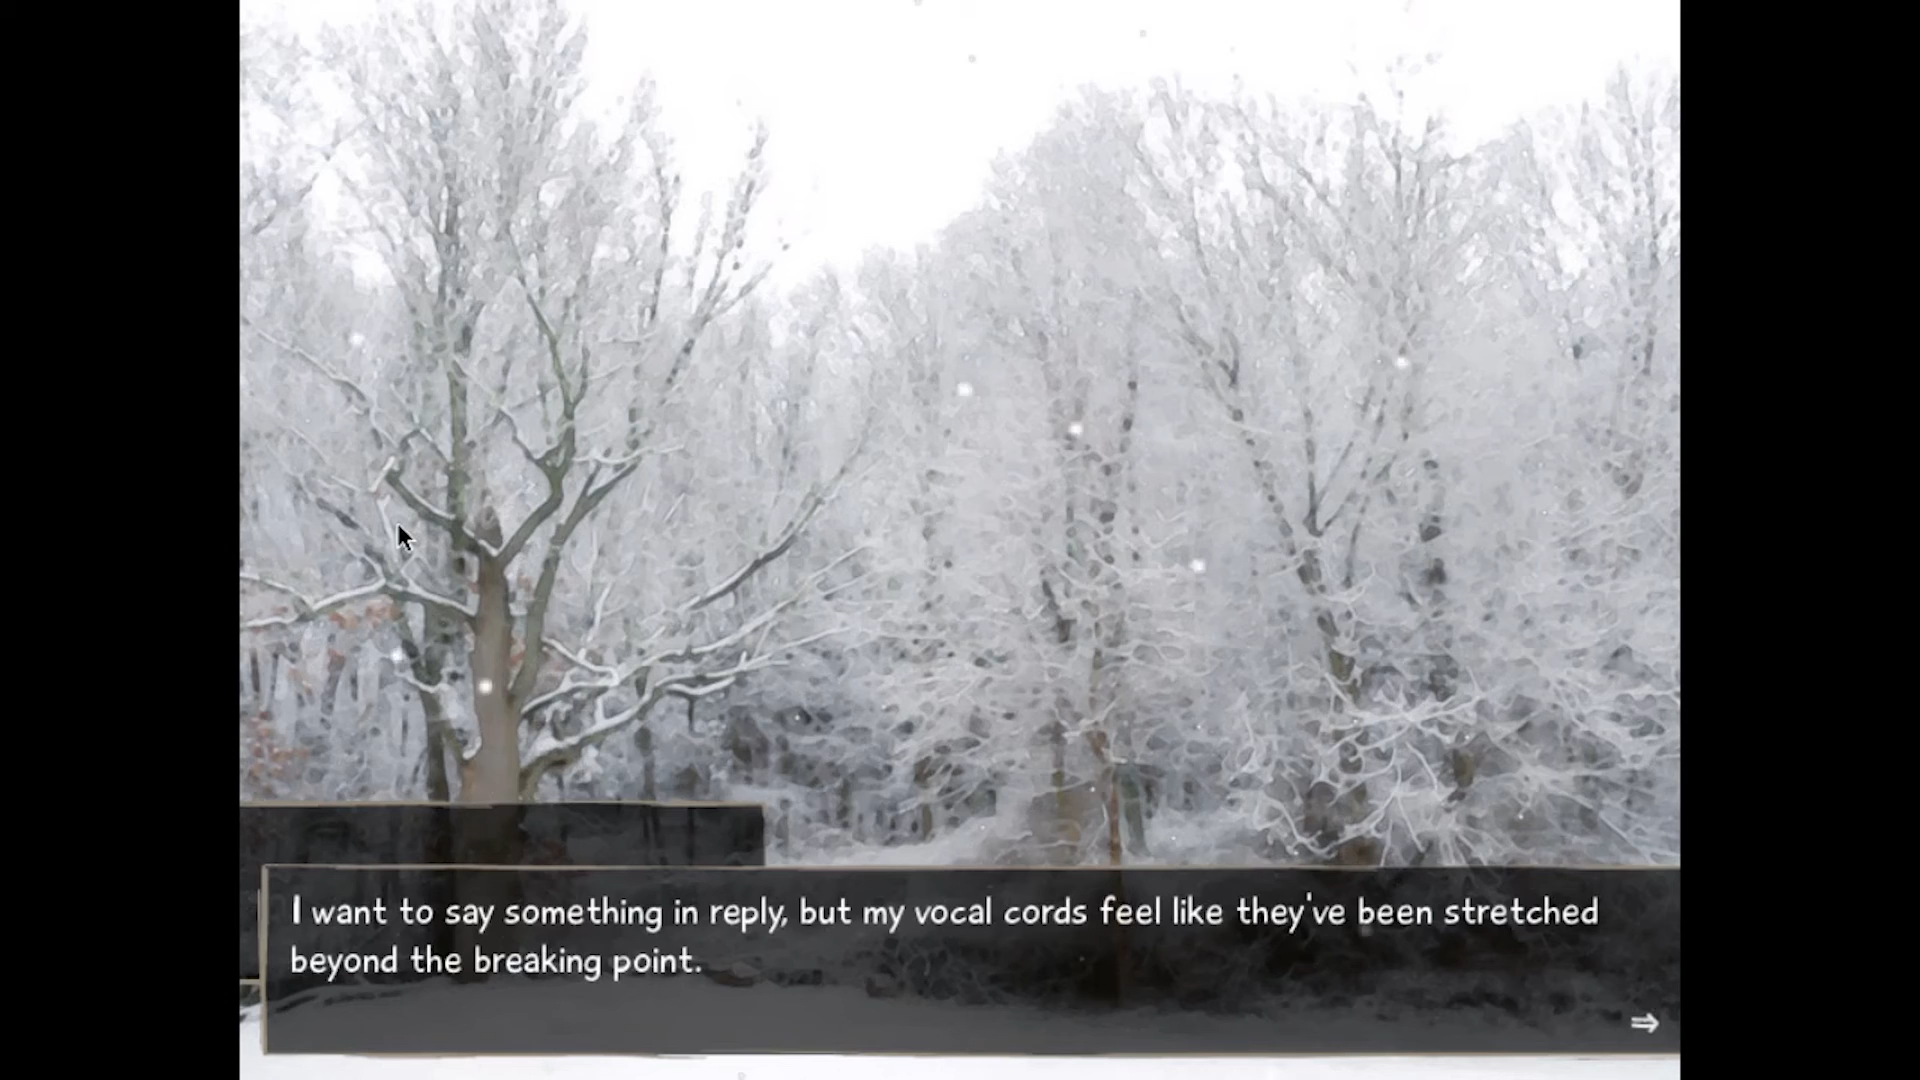 I want to say something in reply, but my vocal cords feel like they've been stretched
beyond the breaking point.